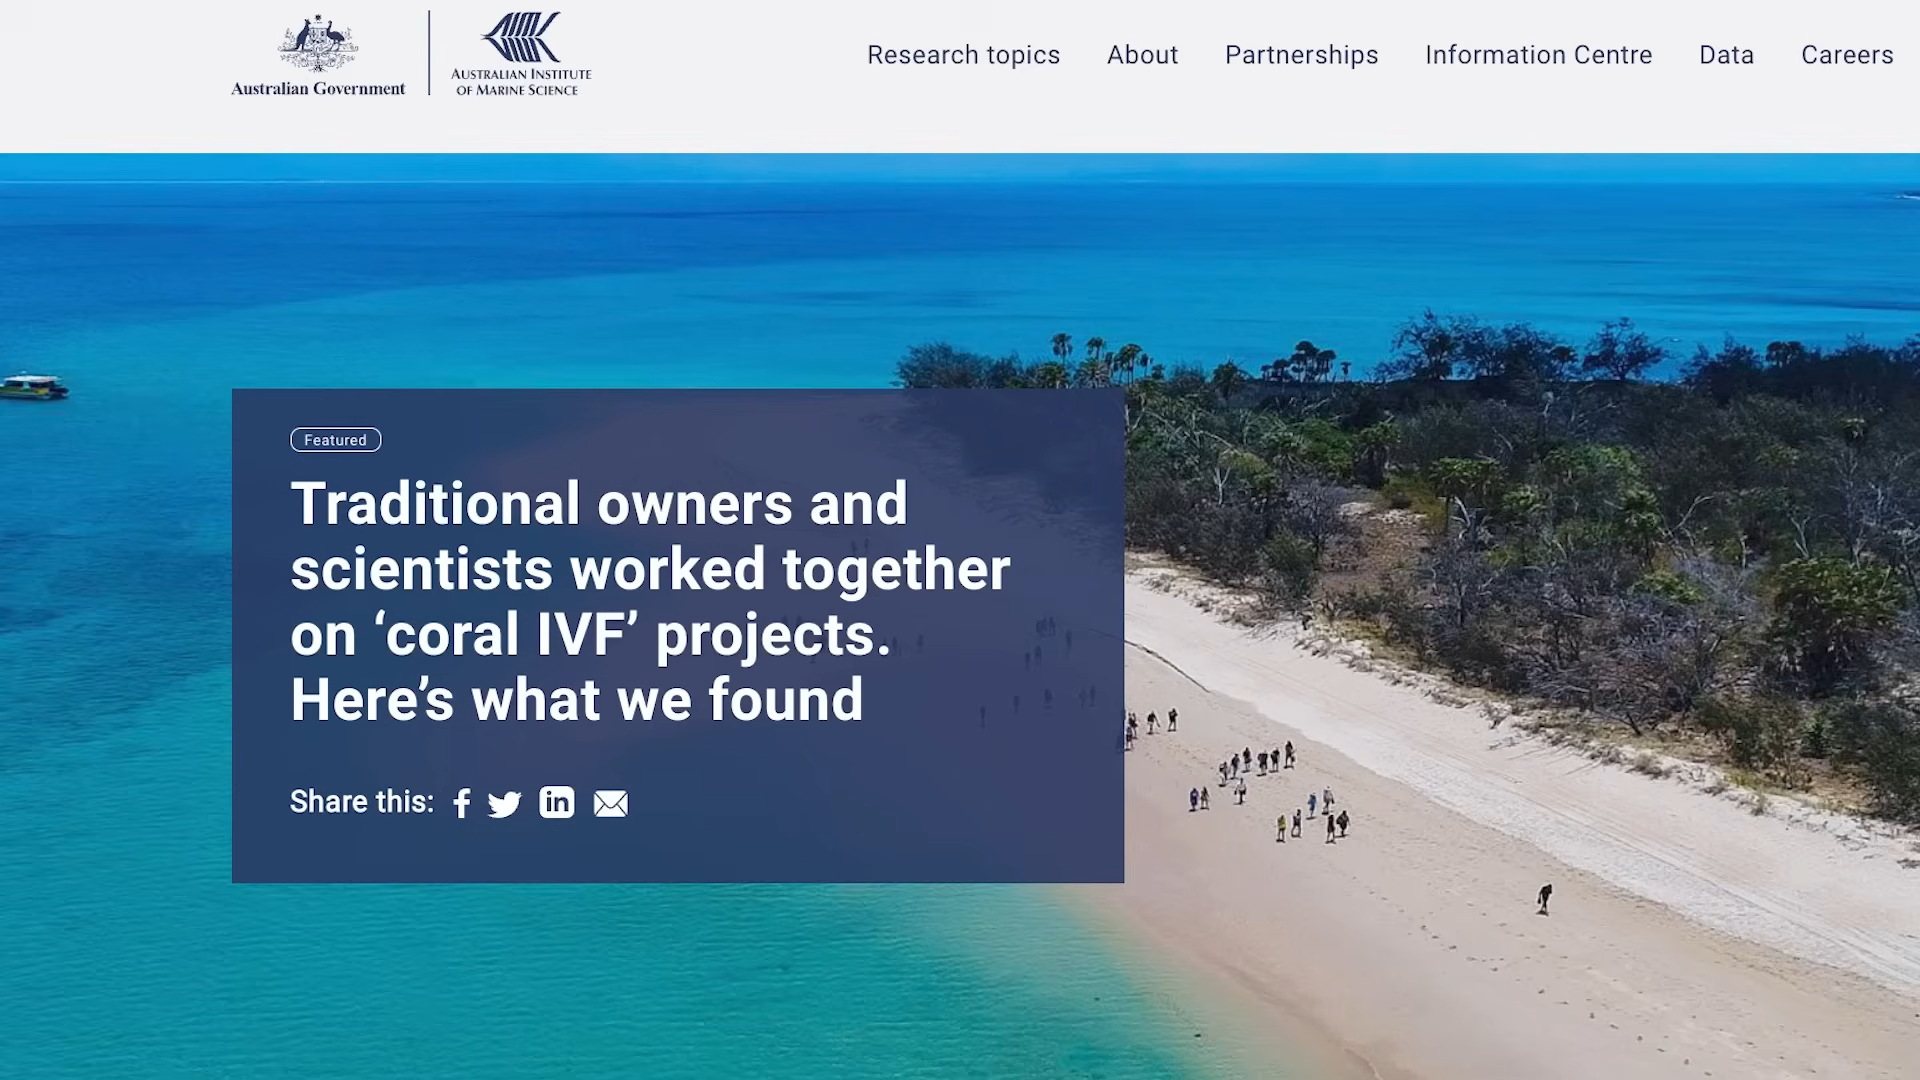 Australian Government
AUSTRALIAN INSTITUTE
OF MARINE SCIENCE
Research topics
About
Partnerships
Information Centre
Data
Careers
Featured
Traditional owners and
scientists worked together
on ‘coral IVF’ projects.
Here’s what we found
Share this: